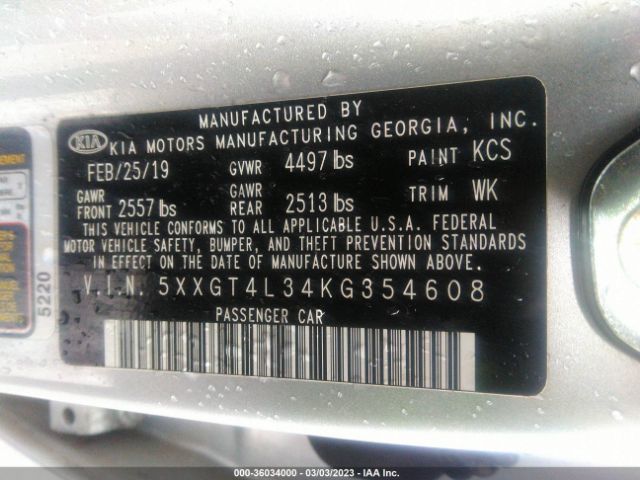 MANUFACTURED BY
KIA KIA MOTORS MANUFACTURING GEORGIA, INC.
FEB/25/19 GVWR 4497 lbs PAINT KCS
GAWR FRONT 2557 lbs GAWR REAR 2513 lbs TRIM WK
THIS VEHICLE CONFORMS TO ALL APPLICABLE U.S.A. FEDERAL
MOTOR VEHICLE SAFETY, BUMPER, AND THEFT PREVENTION STANDARDS
IN EFFECT ON THE DATE OF MANUFACTURE SHOWN ABOVE.
V.I.N. 5XXGT4L34KG354608
PASSENGER CAR
5220
000-36034000 — 03/03/2023 — IAA Inc.